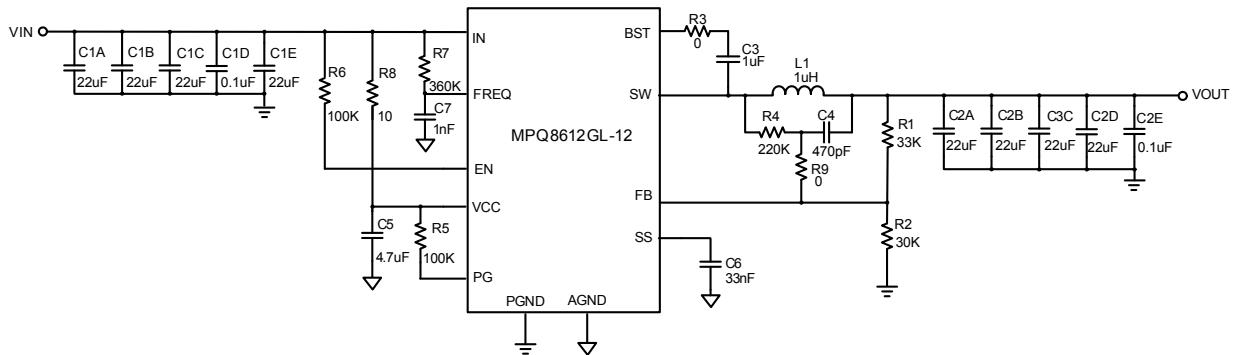 VIN
C1A
22uF
C1B
22uF
C1C
22uF
C1D
0.1uF
C1E
22uF
R6
100K
R8
10
R7
360K
C7
1nF
C5
4.7uF
R5
100K
IN
FREQ
EN
VCC
PG
MPQ8612GL-12
PGND
AGND
BST
SW
FB
SS
R3
0
C3
1uF
L1
1uH
R4
220K
C4
470pF
R9
0
R1
33K
R2
30K
C6
33nF
C2A
22uF
C2B
22uF
C3C
22uF
C2D
22uF
C2E
0.1uF
VOUT